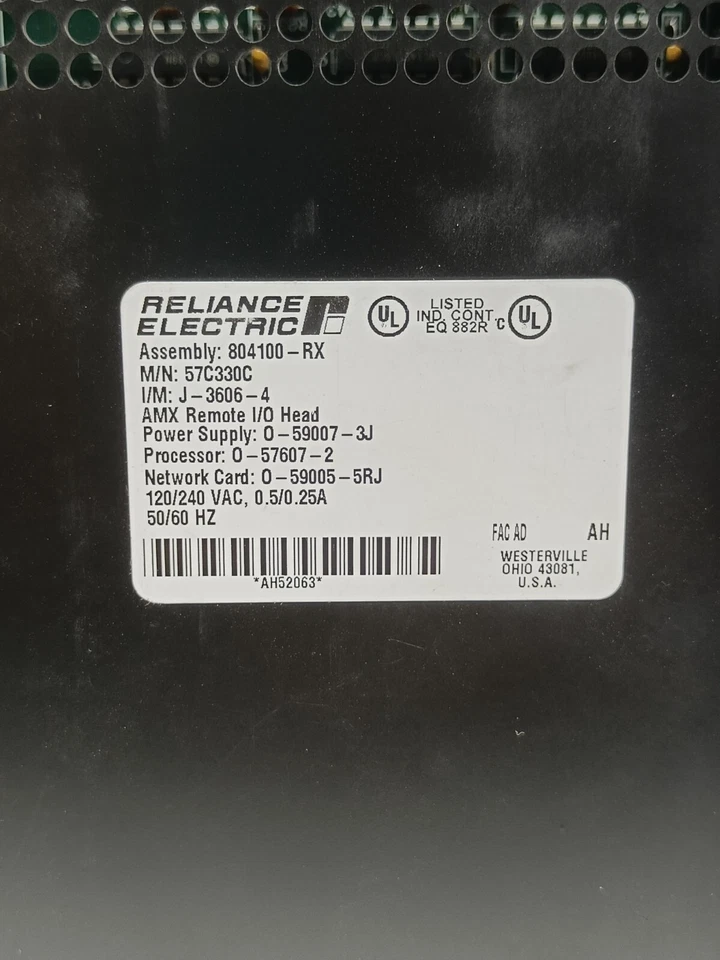 RELIANCE
ELECTRIC
UL
LISTED
IND. CONT.
EQ 882R
C UL
Assembly: 804100-RX
M/N: 57C330C
I/M: J-3606-4
AMX Remote I/O Head
Power Supply: 0-59007-3J
Processor: 0-57607-2
Network Card: 0-59005-5RJ
120/240 VAC, 0.5/0.25A
50/60 HZ
*AH52063*
FAC AD AH
WESTERVILLE
OHIO 43081,
U.S.A.